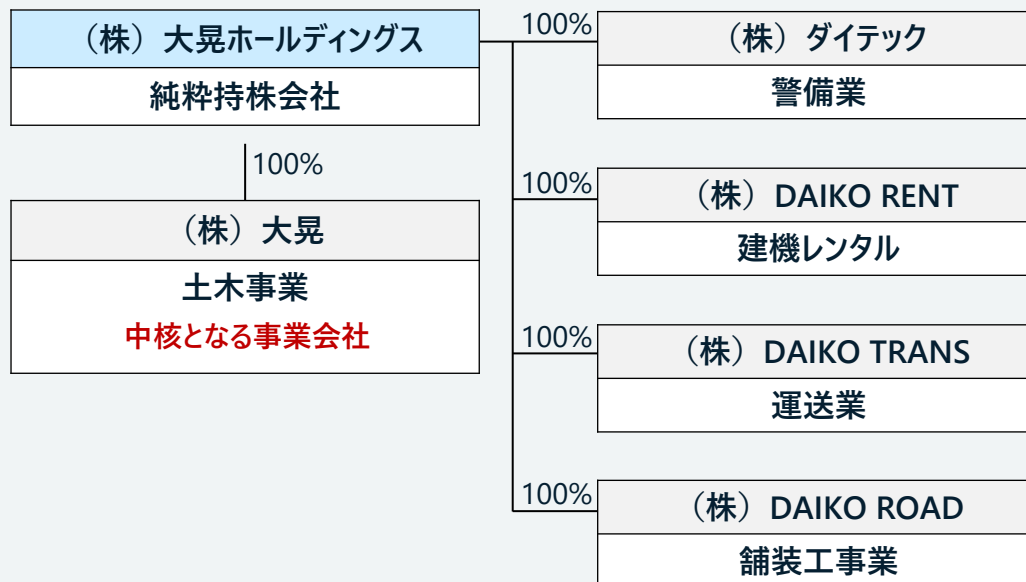 （株）大晃ホールディングス
純粋持株会社
100%
（株）大晃
土木事業
中核となる事業会社
100%
（株）ダイテック
警備業
100%
（株）DAIKO RENT
建機レンタル
100%
（株）DAIKO TRANS
運送業
100%
（株）DAIKO ROAD
舗装工事業